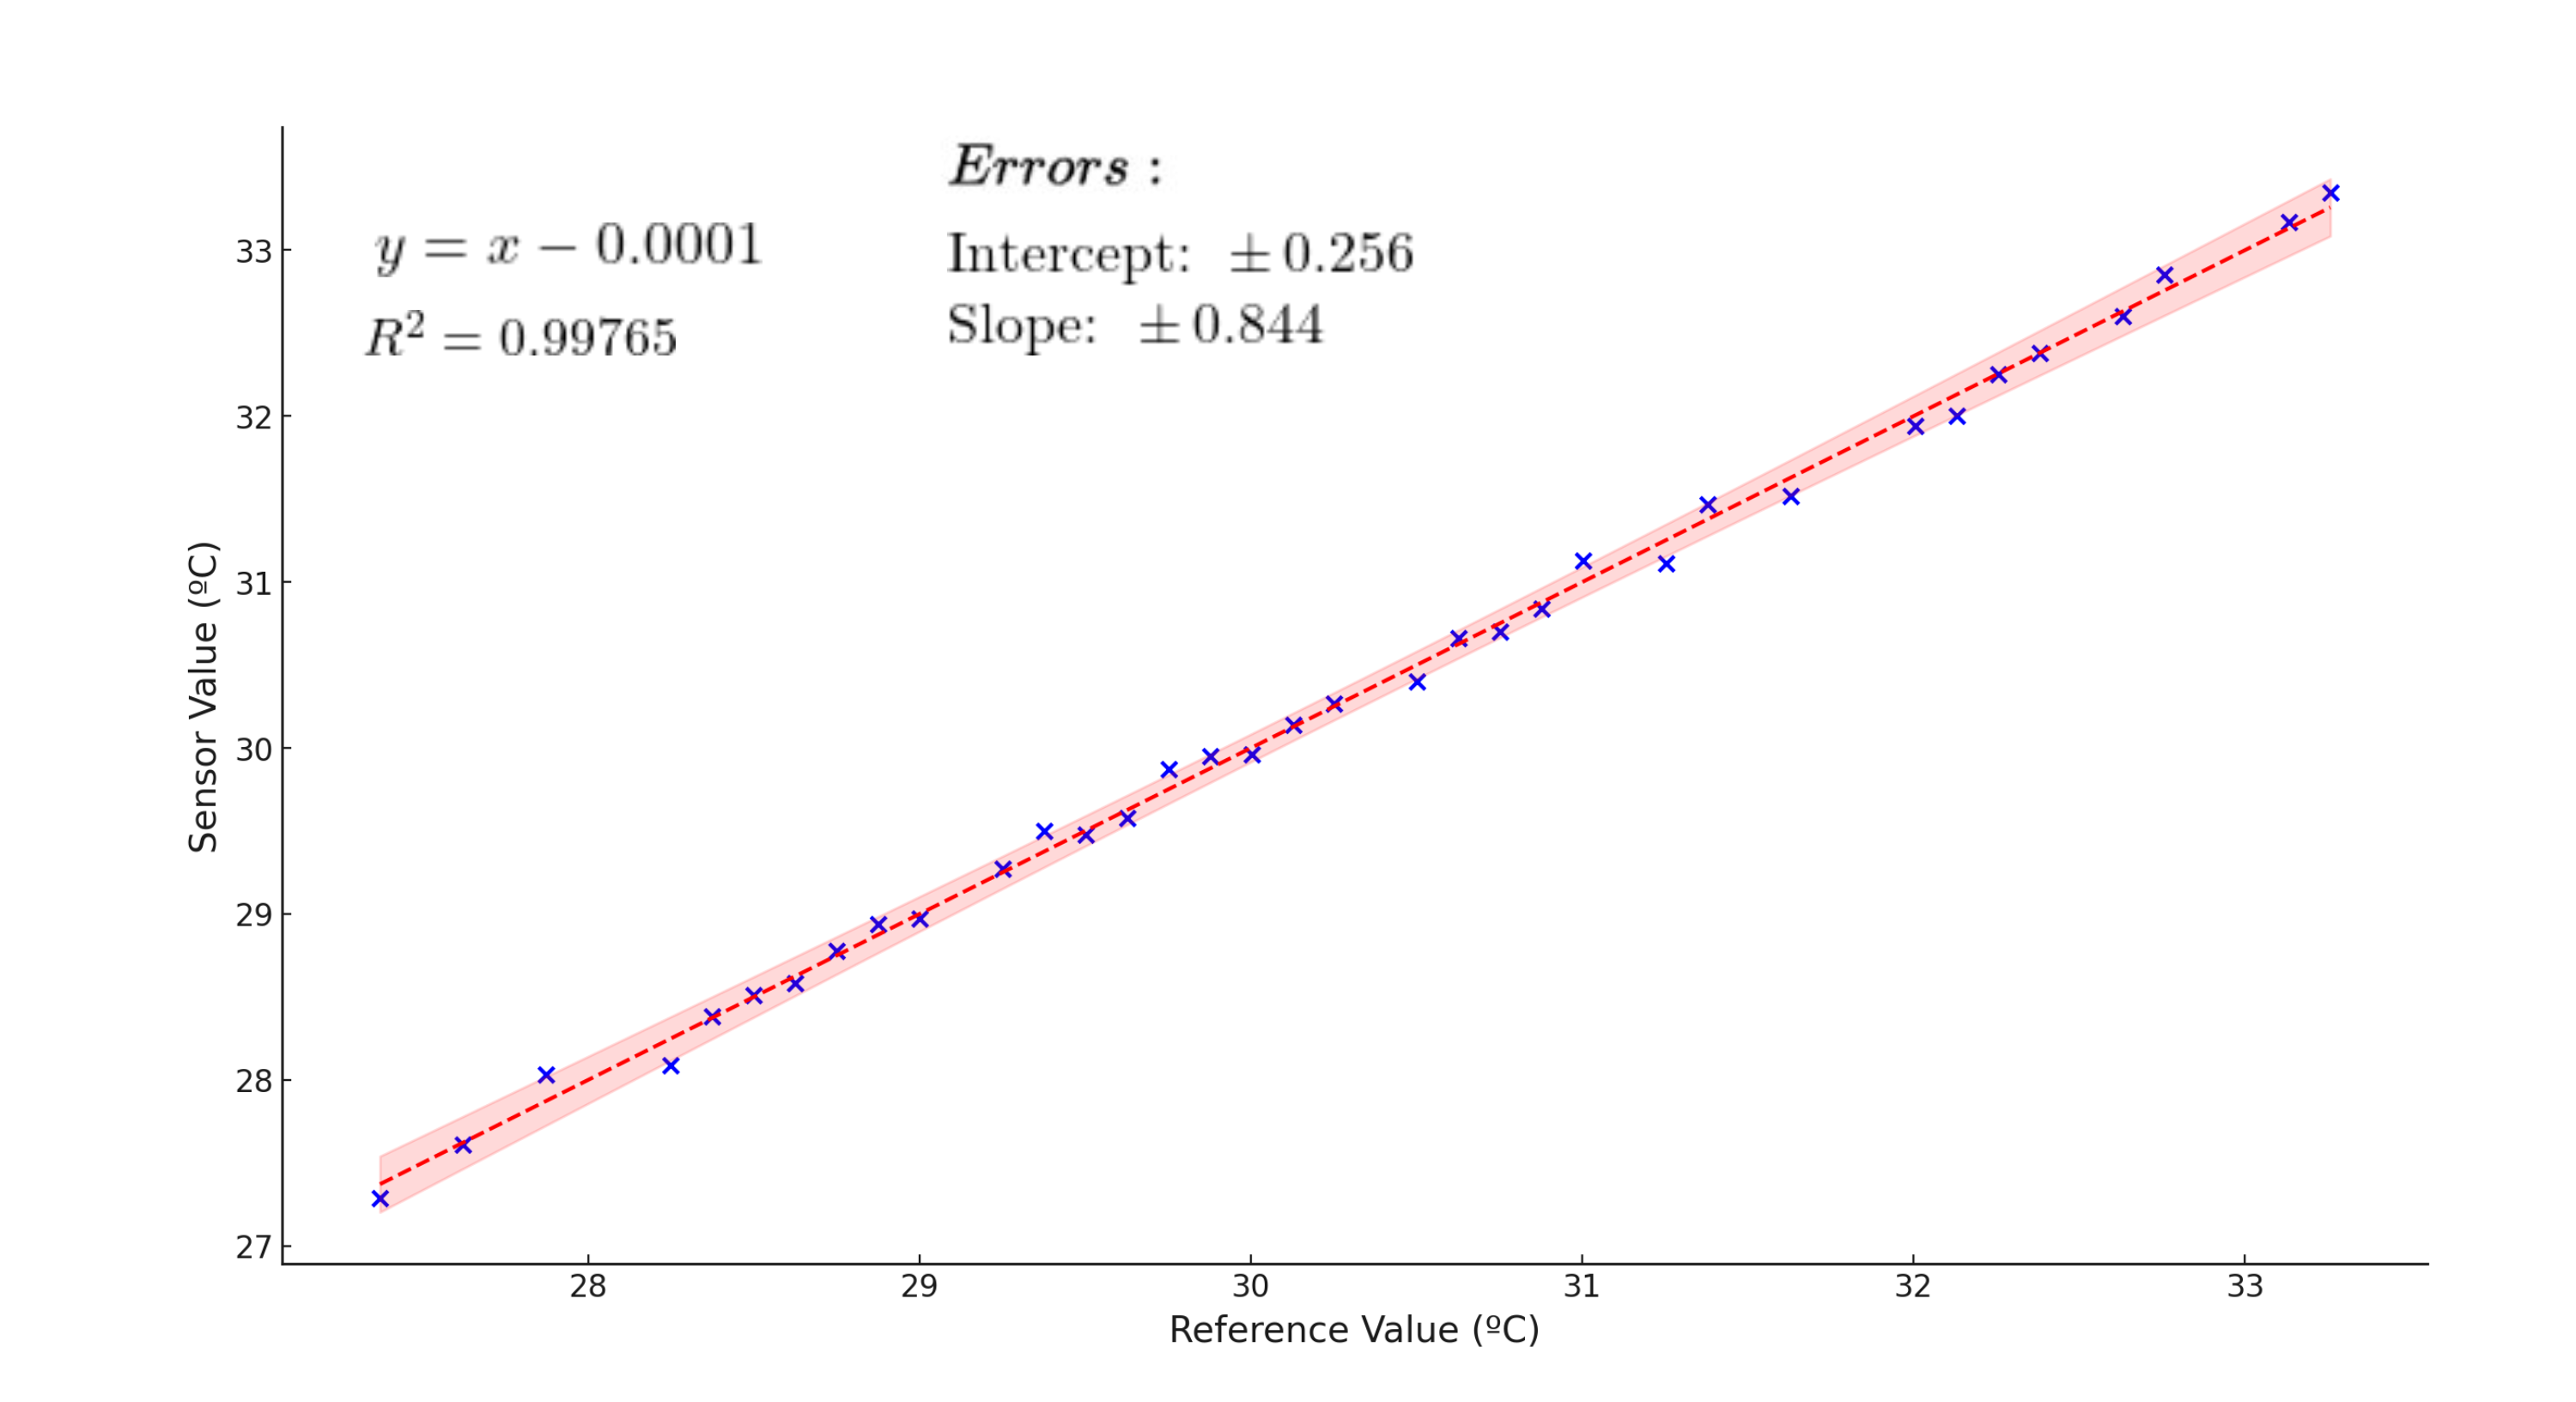 Errors :
y = x − 0.0001
Intercept: ± 0.256
R² = 0.99765
Slope: ± 0.844
33
32
31
30
29
28
27
Sensor Value (ºC)
28 29 30 31 32 33
Reference Value (ºC)